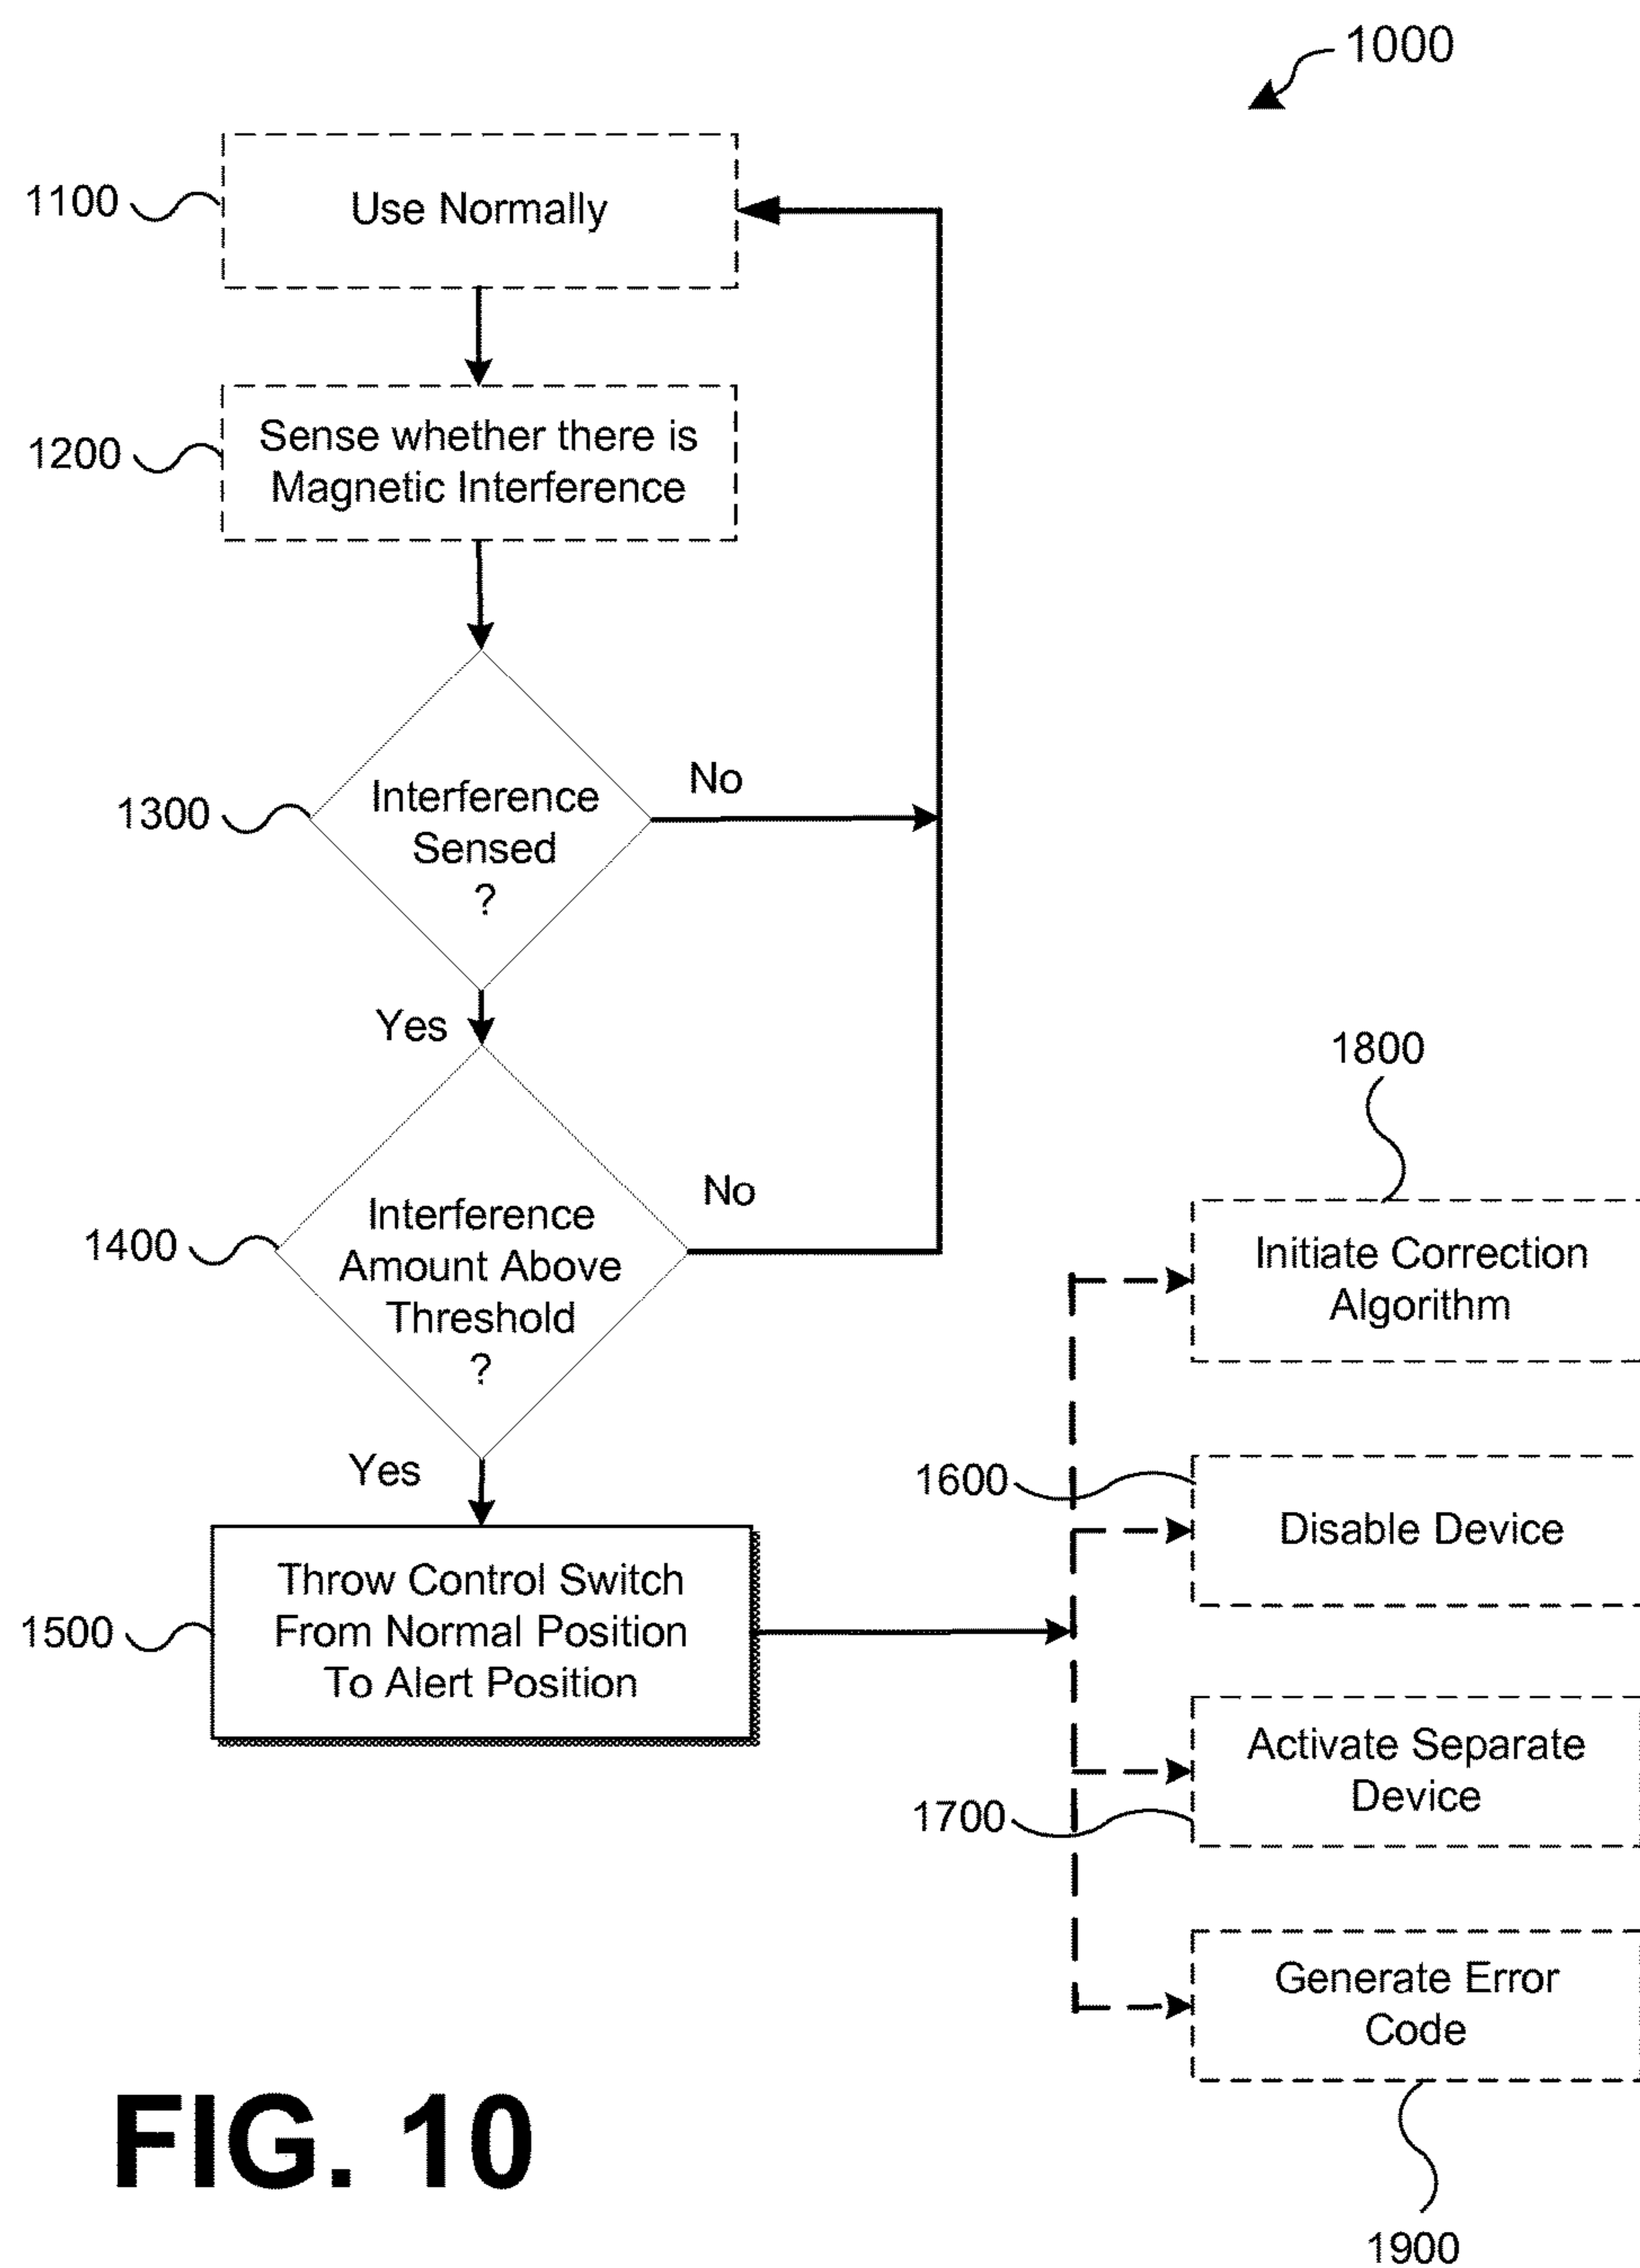 1000
1100
Use Normally
1200
Sense whether there is
Magnetic Interference
1300
Interference
Sensed
?
No
Yes
1400
Interference
Amount Above
Threshold
?
No
Yes
1500
Throw Control Switch
From Normal Position
To Alert Position
1800
Initiate Correction
Algorithm
1600
Disable Device
Activate Separate
Device
1700
Generate Error
Code
1900
FIG. 10